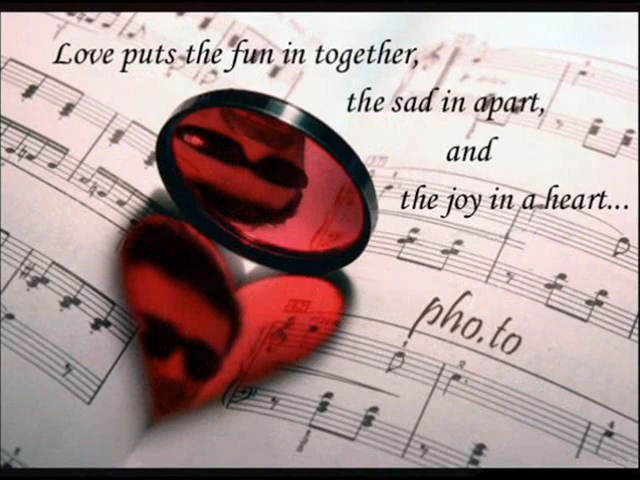 Love puts the fun in together,
the sad in apart,
and
the joy in a heart...
pho.to